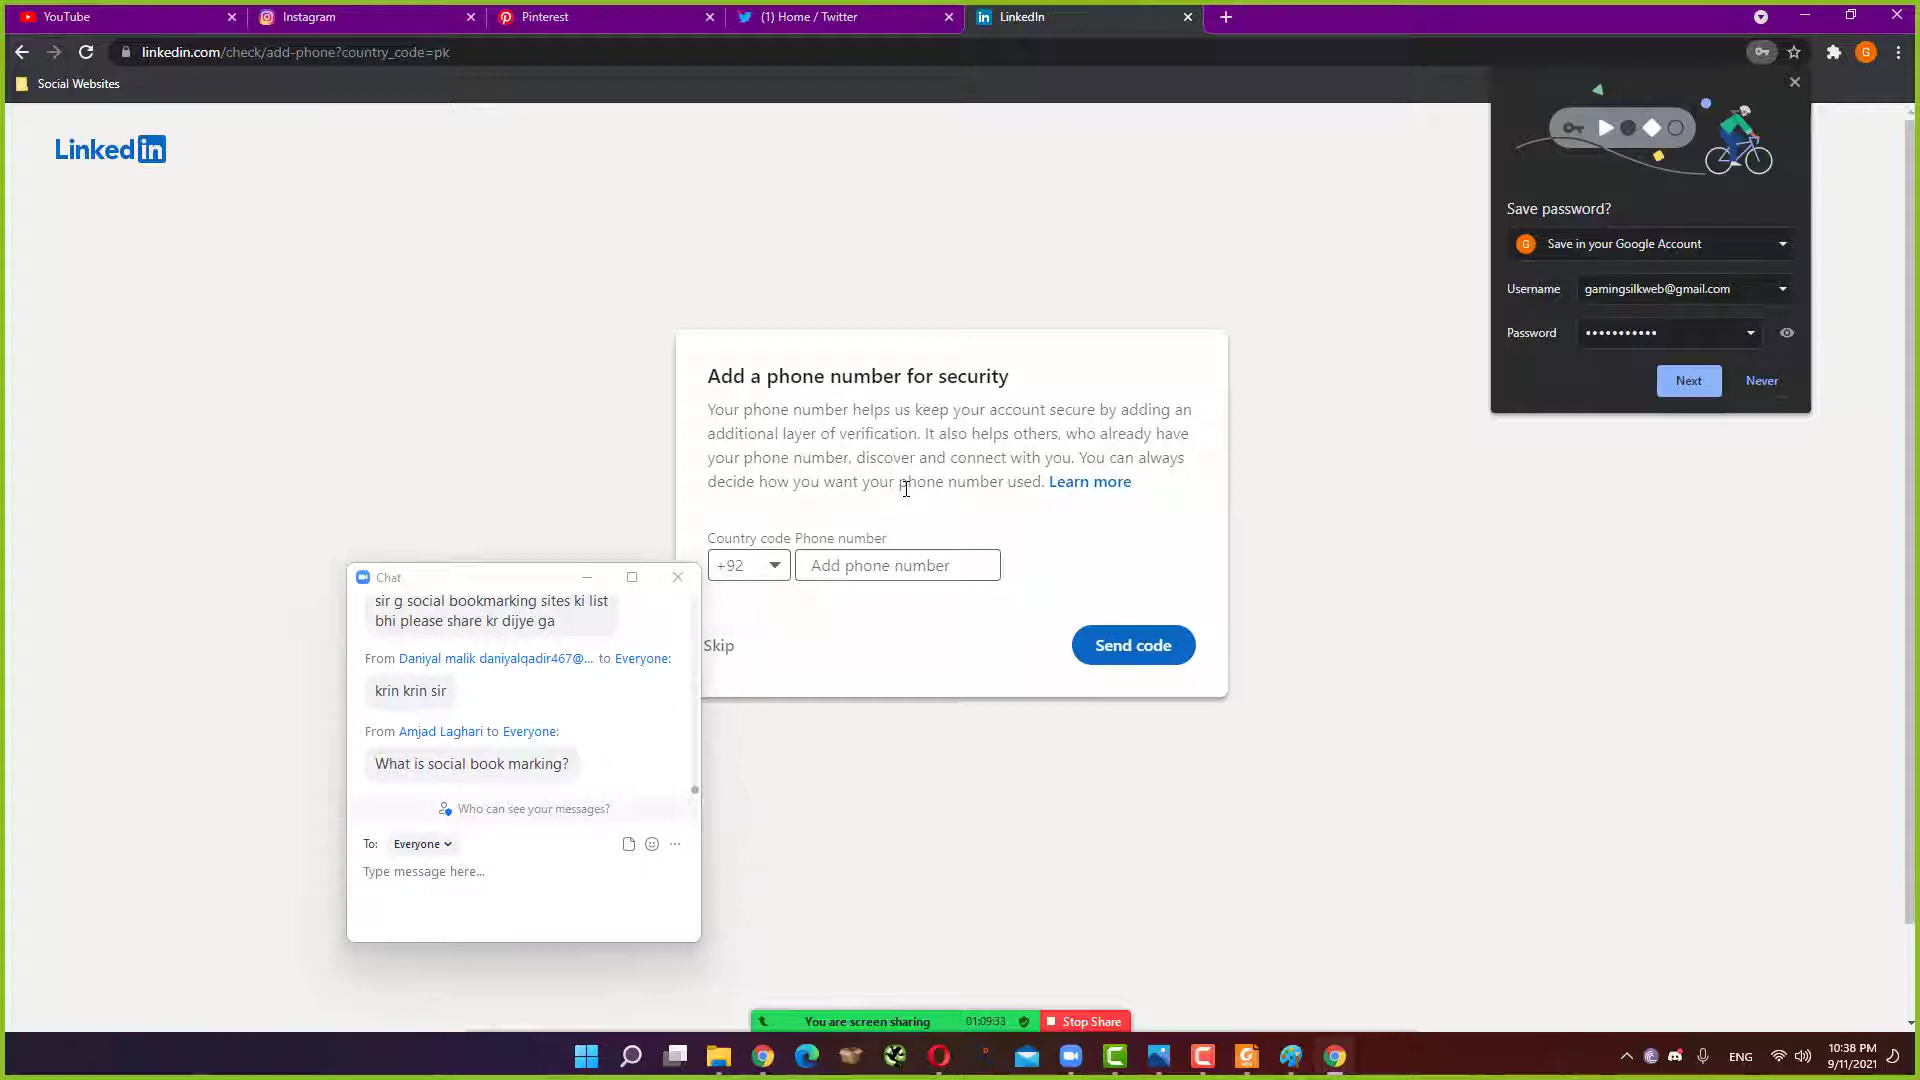 YouTube
Instagram
Pinterest
(1) Home / Twitter
LinkedIn
linkedin.com/check/add-phone?country_code=pk
G
Social Websites
Linked in
Save password?
G Save in your Google Account
Username gamingsilkweb@gmail.com
Password •••••••••••
Next Never
Add a phone number for security
Your phone number helps us keep your account secure by adding an
additional layer of verification. It also helps others, who already have
your phone number, discover and connect with you. You can always
decide how you want your phone number used. Learn more
Country code Phone number
+92 Add phone number
Skip
Send code
Chat
sir g social bookmarking sites ki list
bhi please share kr dijye ga
From Daniyal malik daniyalqadir467@... to Everyone:
krin krin sir
From Amjad Laghari to Everyone:
What is social book marking?
Who can see your messages?
To: Everyone
Type message here...
You are screen sharing 01:09:33 Stop Share
ENG
10:38 PM
9/11/2021